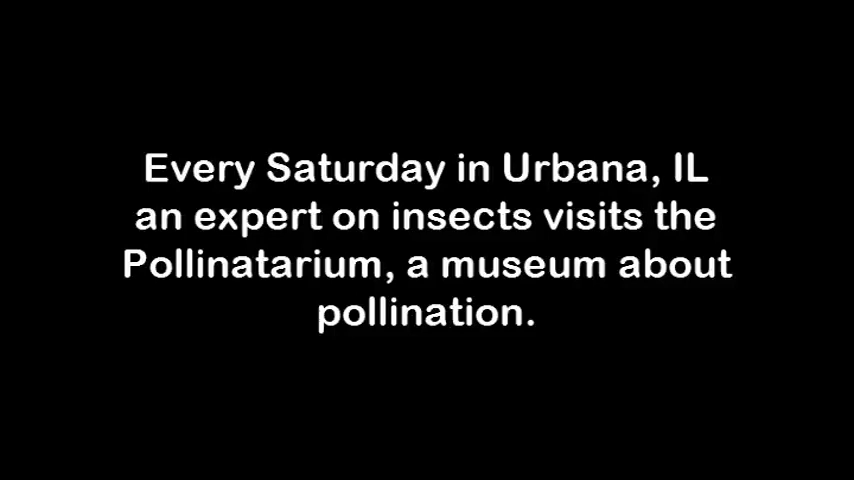 Every Saturday in Urbana, IL
an expert on insects visits the
Pollinatarium, a museum about
pollination.